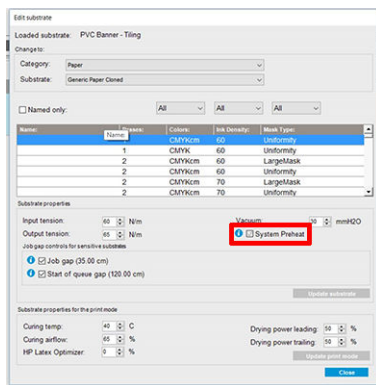 Edit substrate
Loaded substrate: PVC Banner - Tiling
Change to:
Category: Paper
Substrate: Generic Paper Cloned
Named only: All All All
Name: Passes: Colors: Ink Density: Mask Type:
Name
1 CMYKcm 60 Uniformity
1 CMYK 60 Uniformity
2 CMYKcm 60 LargeMask
2 CMYKcm 60 Uniformity
2 CMYKcm 70 LargeMask
2 CMYKcm 70 Uniformity
Substrate properties
Input tension: 60 N/m Vacuum: 30 mmH2O
Output tension: 65 N/m System Preheat
Job gap controls for sensitive substrates
Job gap (35.00 cm)
Start of queue gap (120.00 cm)
Update substrate
Substrate properties for the print mode
Curing temp: 40 C Drying power leading: 50 %
Curing airflow: 65 % Drying power trailing: 50 %
HP Latex Optimizer 0 % Update print mode
Close